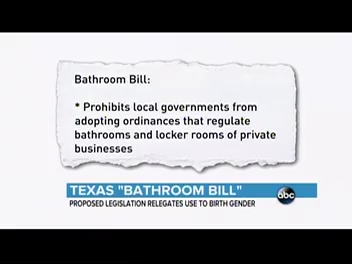 Bathroom Bill:
* Prohibits local governments from
adopting ordinances that regulate
bathrooms and locker rooms of private
businesses
TEXAS "BATHROOM BILL"
PROPOSED LEGISLATION RELEGATES USE TO BIRTH GENDER
abc